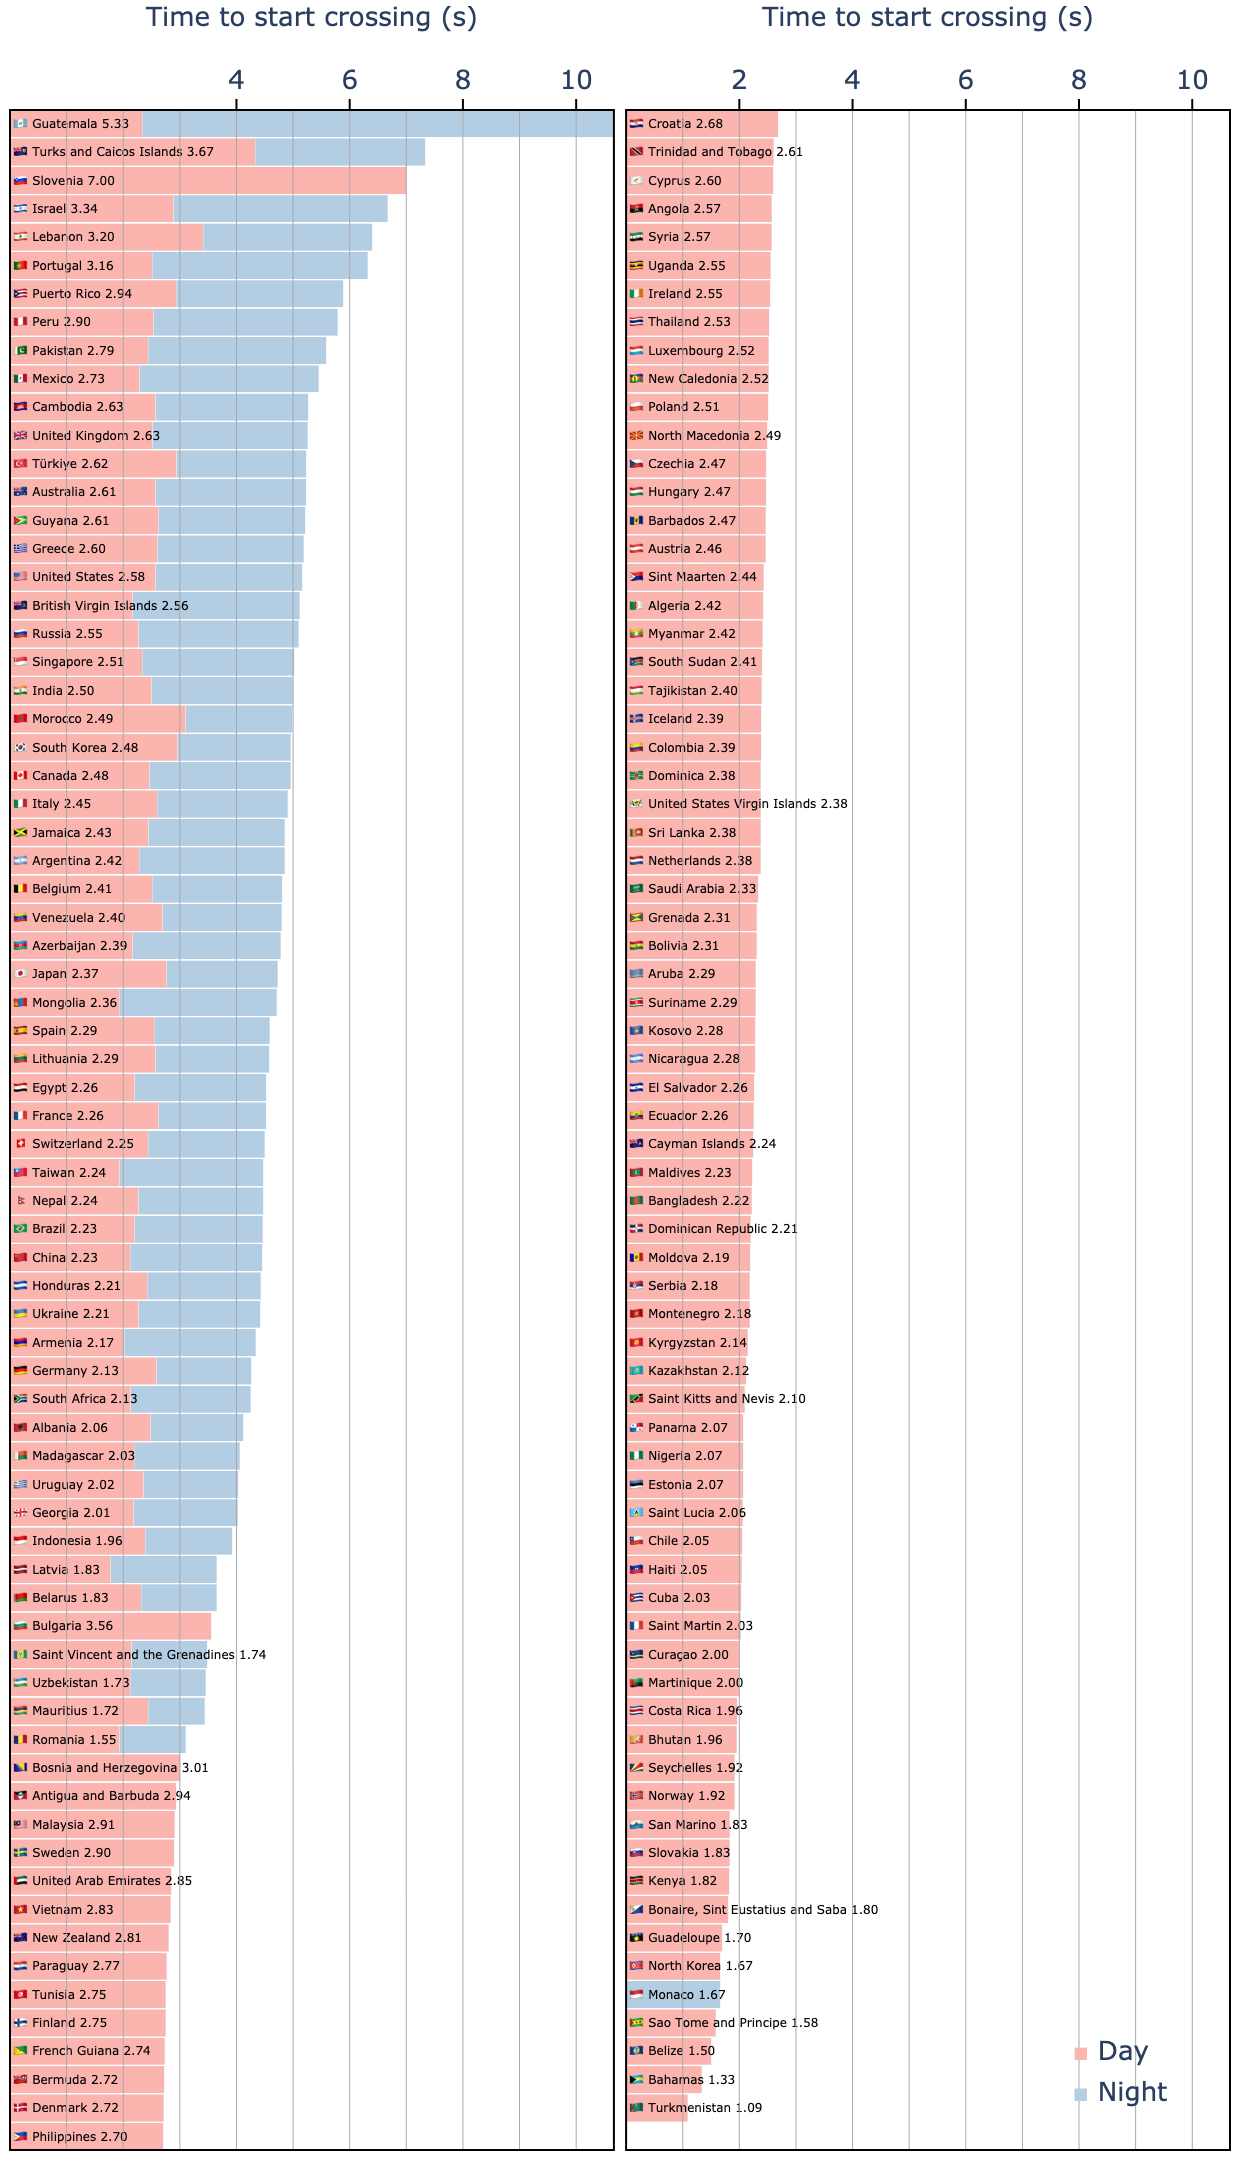 Time to start crossing (s)
4 6 8 10
Guatemala 5.33
Turks and Caicos Islands 3.67
Slovenia 7.00
Israel 3.34
Lebanon 3.20
Portugal 3.16
Puerto Rico 2.94
Peru 2.90
Pakistan 2.79
Mexico 2.73
Cambodia 2.63
United Kingdom 2.63
Türkiye 2.62
Australia 2.61
Guyana 2.61
Greece 2.60
United States 2.58
British Virgin Islands 2.56
Russia 2.55
Singapore 2.51
India 2.50
Morocco 2.49
South Korea 2.48
Canada 2.48
Italy 2.45
Jamaica 2.43
Argentina 2.42
Belgium 2.41
Venezuela 2.40
Azerbaijan 2.39
Japan 2.37
Mongolia 2.36
Spain 2.29
Lithuania 2.29
Egypt 2.26
France 2.26
Switzerland 2.25
Taiwan 2.24
Nepal 2.24
Brazil 2.23
China 2.23
Honduras 2.21
Ukraine 2.21
Armenia 2.17
Germany 2.13
South Africa 2.13
Albania 2.06
Madagascar 2.03
Uruguay 2.02
Georgia 2.01
Indonesia 1.96
Latvia 1.83
Belarus 1.83
Bulgaria 3.56
Saint Vincent and the Grenadines 1.74
Uzbekistan 1.73
Mauritius 1.72
Romania 1.55
Bosnia and Herzegovina 3.01
Antigua and Barbuda 2.94
Malaysia 2.91
Sweden 2.90
United Arab Emirates 2.85
Vietnam 2.83
New Zealand 2.81
Paraguay 2.77
Tunisia 2.75
Finland 2.75
French Guiana 2.74
Bermuda 2.72
Denmark 2.72
Philippines 2.70
Time to start crossing (s)
2 4 6 8 10
Croatia 2.68
Trinidad and Tobago 2.61
Cyprus 2.60
Angola 2.57
Syria 2.57
Uganda 2.55
Ireland 2.55
Thailand 2.53
Luxembourg 2.52
New Caledonia 2.52
Poland 2.51
North Macedonia 2.49
Czechia 2.47
Hungary 2.47
Barbados 2.47
Austria 2.46
Sint Maarten 2.44
Algeria 2.42
Myanmar 2.42
South Sudan 2.41
Tajikistan 2.40
Iceland 2.39
Colombia 2.39
Dominica 2.38
United States Virgin Islands 2.38
Sri Lanka 2.38
Netherlands 2.38
Saudi Arabia 2.33
Grenada 2.31
Bolivia 2.31
Aruba 2.29
Suriname 2.29
Kosovo 2.28
Nicaragua 2.28
El Salvador 2.26
Ecuador 2.26
Cayman Islands 2.24
Maldives 2.23
Bangladesh 2.22
Dominican Republic 2.21
Moldova 2.19
Serbia 2.18
Montenegro 2.18
Kyrgyzstan 2.14
Kazakhstan 2.12
Saint Kitts and Nevis 2.10
Panama 2.07
Nigeria 2.07
Estonia 2.07
Saint Lucia 2.06
Chile 2.05
Haiti 2.05
Cuba 2.03
Saint Martin 2.03
Curaçao 2.00
Martinique 2.00
Costa Rica 1.96
Bhutan 1.96
Seychelles 1.92
Norway 1.92
San Marino 1.83
Slovakia 1.83
Kenya 1.82
Bonaire, Sint Eustatius and Saba 1.80
Guadeloupe 1.70
North Korea 1.67
Monaco 1.67
Sao Tome and Principe 1.58
Belize 1.50
Bahamas 1.33
Turkmenistan 1.09
Day
Night